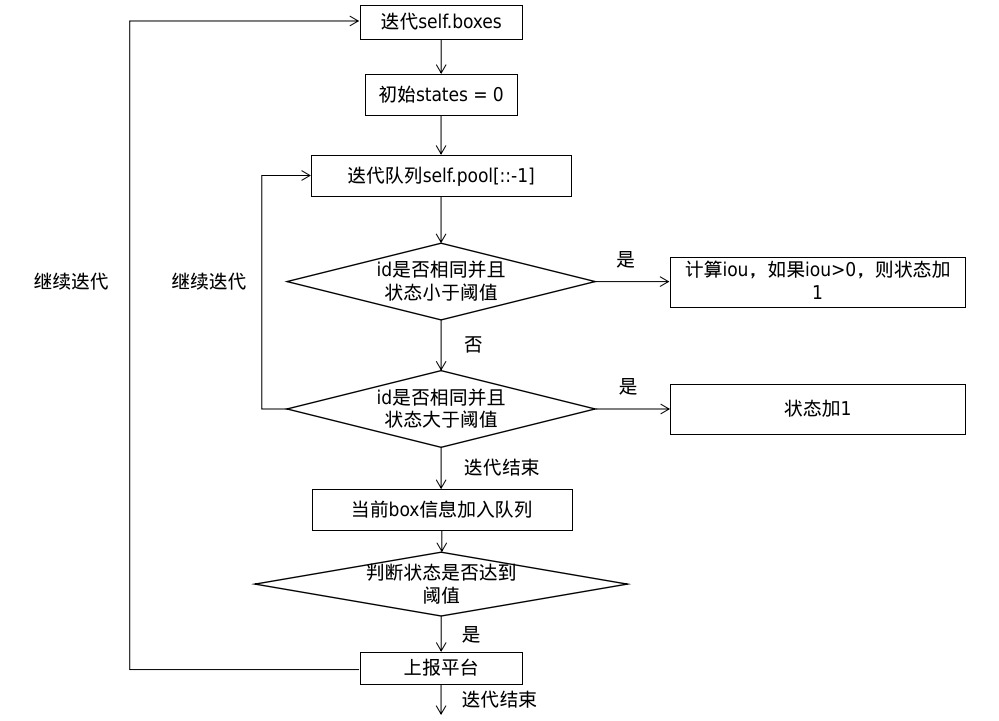 迭代self.boxes
初始states = 0
迭代队列self.pool[::-1]
继续迭代
继续迭代
id是否相同并且
状态小于阈值
是
计算iou，如果iou>0，则状态加
1
否
id是否相同并且
状态大于阈值
是
状态加1
迭代结束
当前box信息加入队列
判断状态是否达到
阈值
是
上报平台
迭代结束